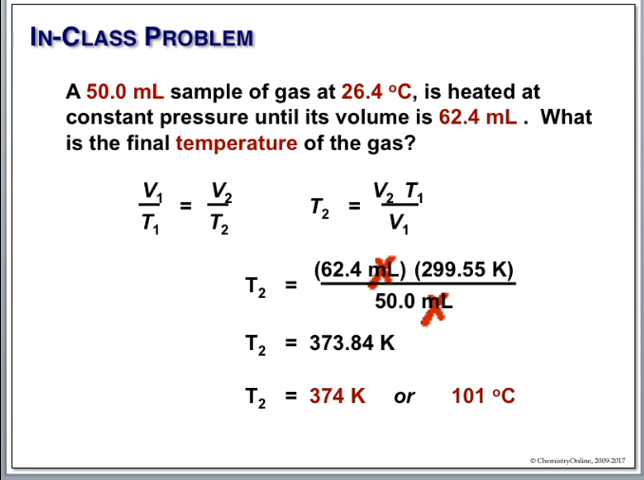 IN-CLASS PROBLEM
A 50.0 mL sample of gas at 26.4 ºC, is heated at
constant pressure until its volume is 62.4 mL . What
is the final temperature of the gas?
V₁/T₁ = V₂/T₂ T₂ = V₂ T₁/V₁
T₂ = (62.4 mL) (299.55 K)/50.0 mL
T₂ = 373.84 K
T₂ = 374 K or 101 ºC
© ChemistryOnline, 2009-2017